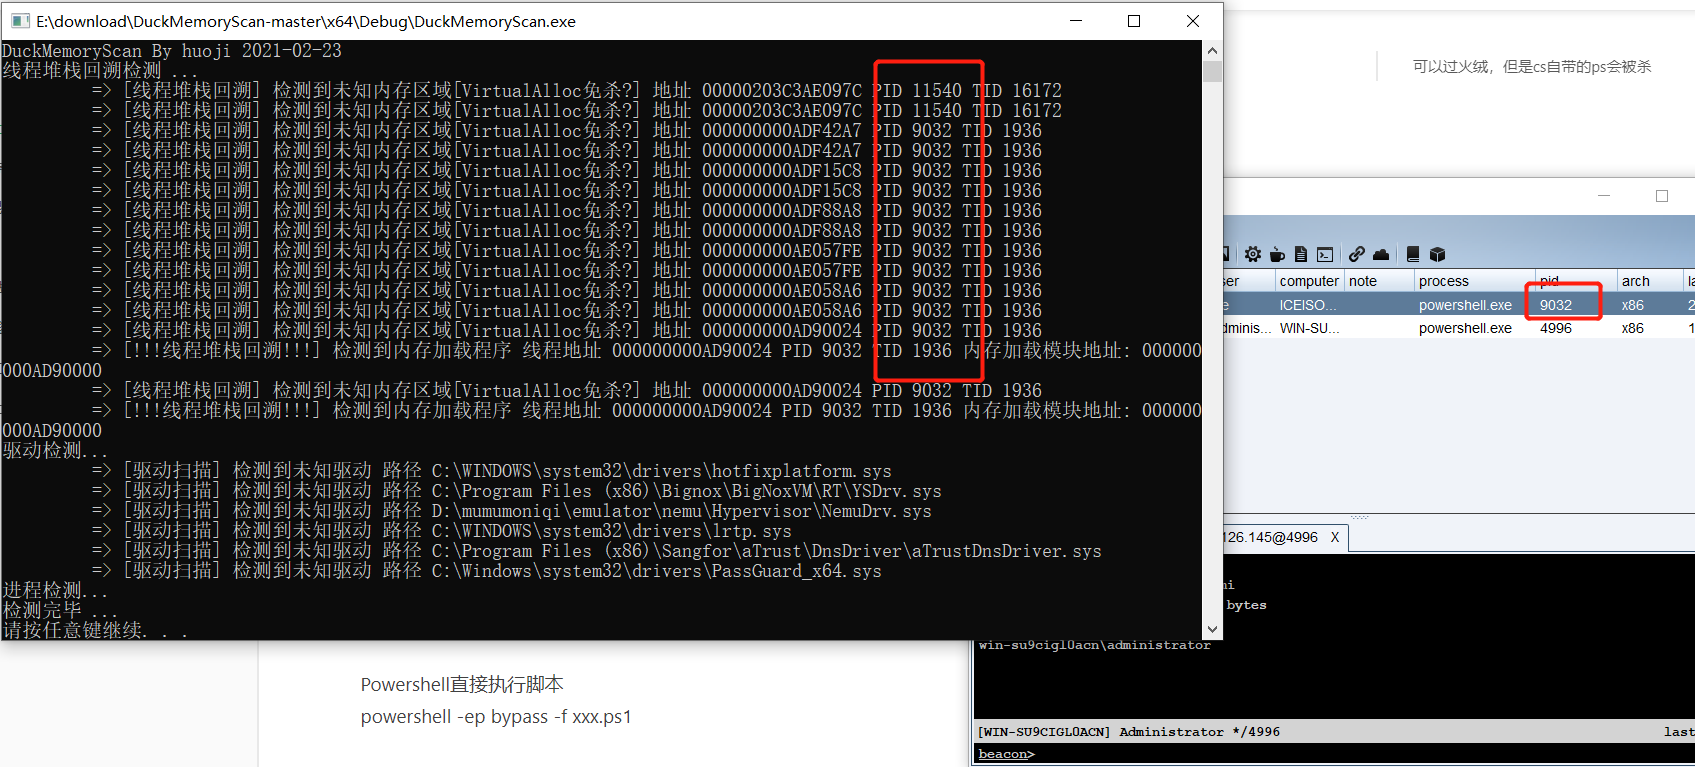 E:\download\DuckMemoryScan-master\x64\Debug\DuckMemoryScan.exe
DuckMemoryScan By huoji 2021-02-23
线程堆栈回溯检测 ...
=> [线程堆栈回溯] 检测到未知内存区域[VirtualAlloc免杀?] 地址 00000203C3AE097C PID 11540 TID 16172
=> [线程堆栈回溯] 检测到未知内存区域[VirtualAlloc免杀?] 地址 00000203C3AE097C PID 11540 TID 16172
=> [线程堆栈回溯] 检测到未知内存区域[VirtualAlloc免杀?] 地址 000000000ADF42A7 PID 9032 TID 1936
=> [线程堆栈回溯] 检测到未知内存区域[VirtualAlloc免杀?] 地址 000000000ADF42A7 PID 9032 TID 1936
=> [线程堆栈回溯] 检测到未知内存区域[VirtualAlloc免杀?] 地址 000000000ADF15C8 PID 9032 TID 1936
=> [线程堆栈回溯] 检测到未知内存区域[VirtualAlloc免杀?] 地址 000000000ADF15C8 PID 9032 TID 1936
=> [线程堆栈回溯] 检测到未知内存区域[VirtualAlloc免杀?] 地址 000000000ADF88A8 PID 9032 TID 1936
=> [线程堆栈回溯] 检测到未知内存区域[VirtualAlloc免杀?] 地址 000000000ADF88A8 PID 9032 TID 1936
=> [线程堆栈回溯] 检测到未知内存区域[VirtualAlloc免杀?] 地址 000000000AE057FE PID 9032 TID 1936
=> [线程堆栈回溯] 检测到未知内存区域[VirtualAlloc免杀?] 地址 000000000AE057FE PID 9032 TID 1936
=> [线程堆栈回溯] 检测到未知内存区域[VirtualAlloc免杀?] 地址 000000000AE058A6 PID 9032 TID 1936
=> [线程堆栈回溯] 检测到未知内存区域[VirtualAlloc免杀?] 地址 000000000AE058A6 PID 9032 TID 1936
=> [线程堆栈回溯] 检测到未知内存区域[VirtualAlloc免杀?] 地址 000000000AD90024 PID 9032 TID 1936
=> [!!!线程堆栈回溯!!!] 检测到内存加载程序 线程地址 000000000AD90024 PID 9032 TID 1936 内存加载模块地址: 000000
000AD90000
=> [线程堆栈回溯] 检测到未知内存区域[VirtualAlloc免杀?] 地址 000000000AD90024 PID 9032 TID 1936
=> [!!!线程堆栈回溯!!!] 检测到内存加载程序 线程地址 000000000AD90024 PID 9032 TID 1936 内存加载模块地址: 000000
000AD90000
驱动检测...
=> [驱动扫描] 检测到未知驱动 路径 C:\WINDOWS\system32\drivers\hotfixplatform.sys
=> [驱动扫描] 检测到未知驱动 路径 C:\Program Files (x86)\Bignox\BigNoxVM\RT\YSDrv.sys
=> [驱动扫描] 检测到未知驱动 路径 D:\mumumoniqi\emulator\nemu\Hypervisor\NemuDrv.sys
=> [驱动扫描] 检测到未知驱动 路径 C:\WINDOWS\system32\drivers\lrtp.sys
=> [驱动扫描] 检测到未知驱动 路径 C:\Program Files (x86)\Sangfor\aTrust\DnsDriver\aTrustDnsDriver.sys
=> [驱动扫描] 检测到未知驱动 路径 C:\Windows\system32\drivers\PassGuard_x64.sys
进程检测...
检测完毕 ...
请按任意键继续. . .
Powershell直接执行脚本
powershell -ep bypass -f xxx.ps1
可以过火绒，但是cs自带的ps会被杀
ser computer note process pid arch la
e ICEISO... powershell.exe 9032 x86 2
dminis... WIN-SU... powershell.exe 4996 x86 1
126.145@4996 X
ni
bytes
win-su9cigl0acn\administrator
[WIN-SU9CIGL0ACN] Administrator */4996 last
beacon>